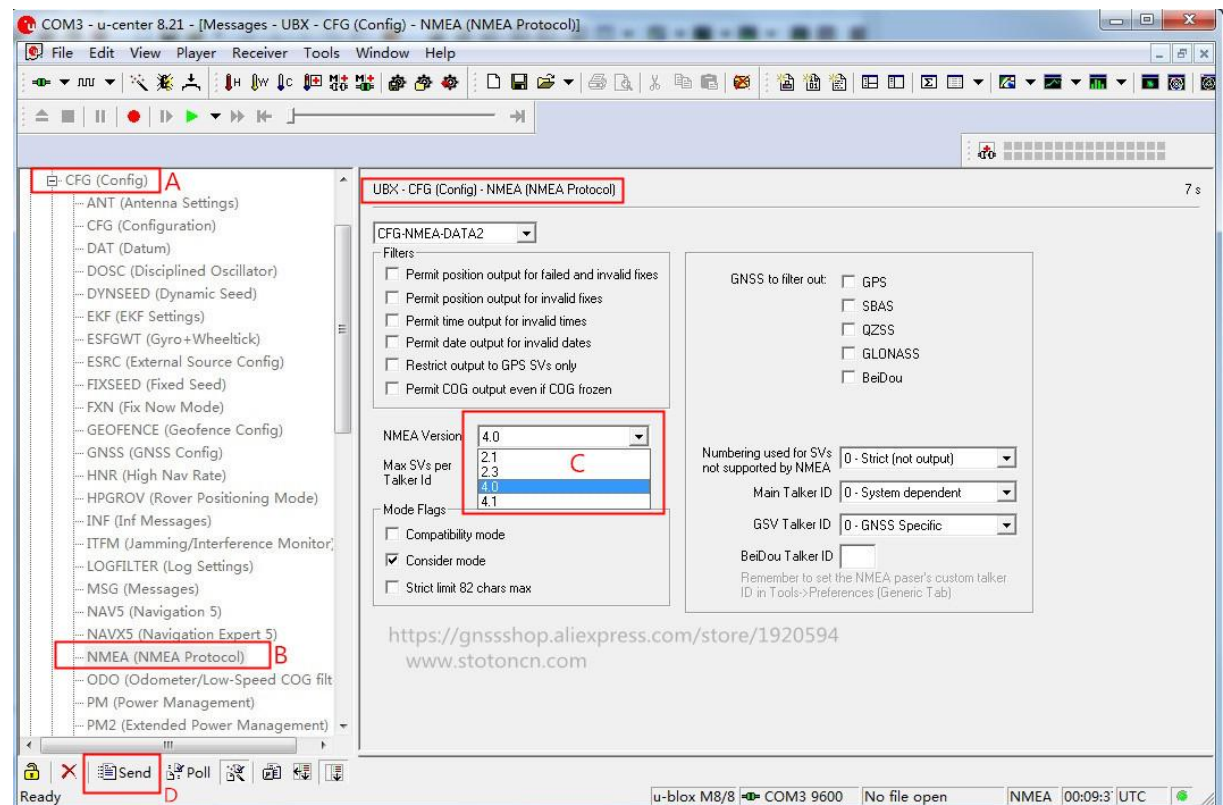 COM3 - u-center 8.21 - [Messages - UBX - CFG (Config) - NMEA (NMEA Protocol)]
File Edit View Player Receiver Tools Window Help
CFG (Config) A
ANT (Antenna Settings)
CFG (Configuration)
DAT (Datum)
DOSC (Disciplined Oscillator)
DYNSEED (Dynamic Seed)
EKF (EKF Settings)
ESFGWT (Gyro+Wheeltick)
ESRC (External Source Config)
FIXSEED (Fixed Seed)
FXN (Fix Now Mode)
GEOFENCE (Geofence Config)
GNSS (GNSS Config)
HNR (High Nav Rate)
HPGROV (Rover Positioning Mode)
INF (Inf Messages)
ITFM (Jamming/Interference Monitor;
LOGFILTER (Log Settings)
MSG (Messages)
NAV5 (Navigation 5)
NAVX5 (Navigation Expert 5)
NMEA (NMEA Protocol) B
ODO (Odometer/Low-Speed COG filt
PM (Power Management)
PM2 (Extended Power Management)
UBX - CFG (Config) - NMEA (NMEA Protocol) 7 s
CFG-NMEA-DATA2
Filters
Permit position output for failed and invalid fixes
Permit position output for invalid fixes
Permit time output for invalid times
Permit date output for invalid dates
Restrict output to GPS SVs only
Permit COG output even if COG frozen
NMEA Version 4.0
2.1
2.3
4.0
4.1
C
Max SVs per
Talker Id
Mode Flags
Compatibility mode
Consider mode
Strict limit 82 chars max
GNSS to filter out: GPS
SBAS
QZSS
GLONASS
BeiDou
Numbering used for SVs
not supported by NMEA 0 - Strict (not output)
Main Talker ID 0 - System dependent
GSV Talker ID 0 - GNSS Specific
BeiDou Talker ID
Remember to set the NMEA paser's custom talker
ID in Tools->Preferences (Generic Tab)
https://gnssshop.aliexpress.com/store/1920594
www.stotoncn.com
Send Poll
D
Ready u-blox M8/8 COM3 9600 No file open NMEA 00:09:3 UTC